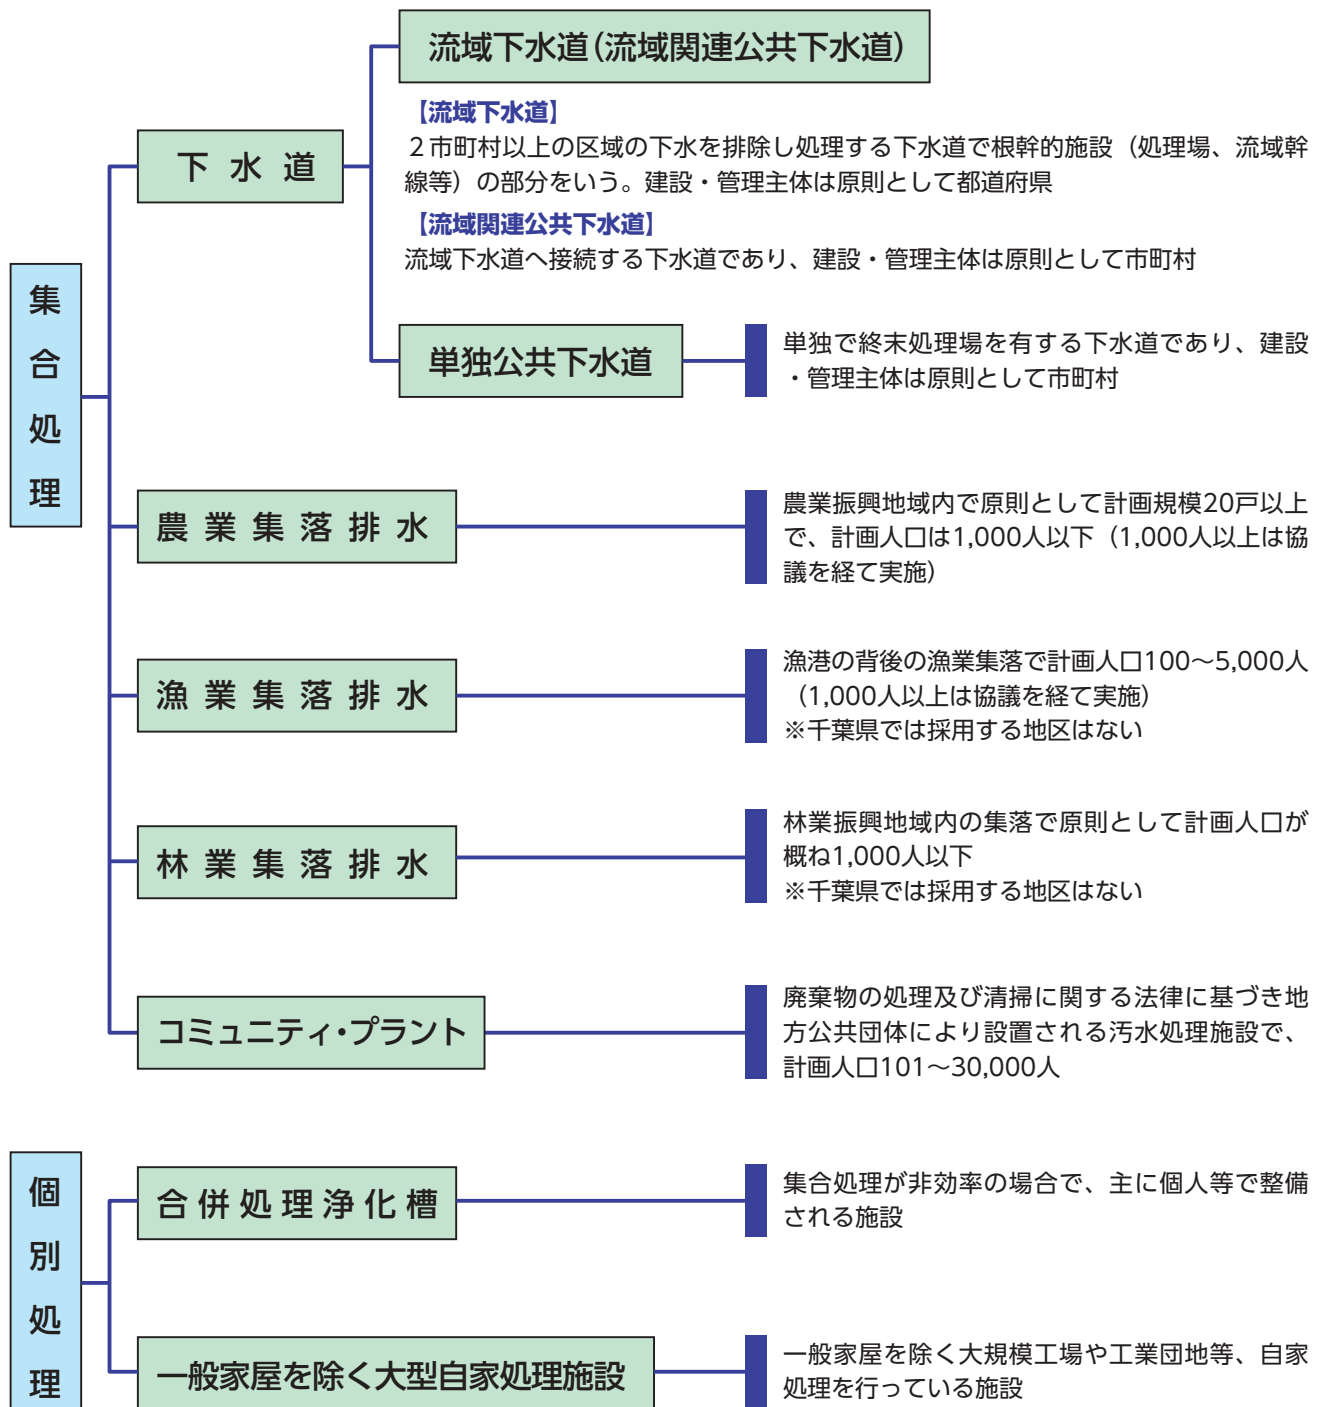 集合処理
下水道
流域下水道（流域関連公共下水道）
【流域下水道】
２市町村以上の区域の下水を排除し処理する下水道で根幹的施設（処理場、流域幹
線等）の部分をいう。建設・管理主体は原則として都道府県
【流域関連公共下水道】
流域下水道へ接続する下水道であり、建設・管理主体は原則として市町村
単独公共下水道
単独で終末処理場を有する下水道であり、建設
・管理主体は原則として市町村
農業集落排水
農業振興地域内で原則として計画規模20戸以上
で、計画人口は1,000人以下（1,000人以上は協
議を経て実施）
漁業集落排水
漁港の背後の漁業集落で計画人口100～5,000人
（1,000人以上は協議を経て実施）
※千葉県では採用する地区はない
林業集落排水
林業振興地域内の集落で原則として計画人口が
概ね1,000人以下
※千葉県では採用する地区はない
コミュニティ・プラント
廃棄物の処理及び清掃に関する法律に基づき地
方公共団体により設置される汚水処理施設で、
計画人口101～30,000人
個別処理
合併処理浄化槽
集合処理が非効率の場合で、主に個人等で整備
される施設
一般家屋を除く大型自家処理施設
一般家屋を除く大規模工場や工業団地等、自家
処理を行っている施設